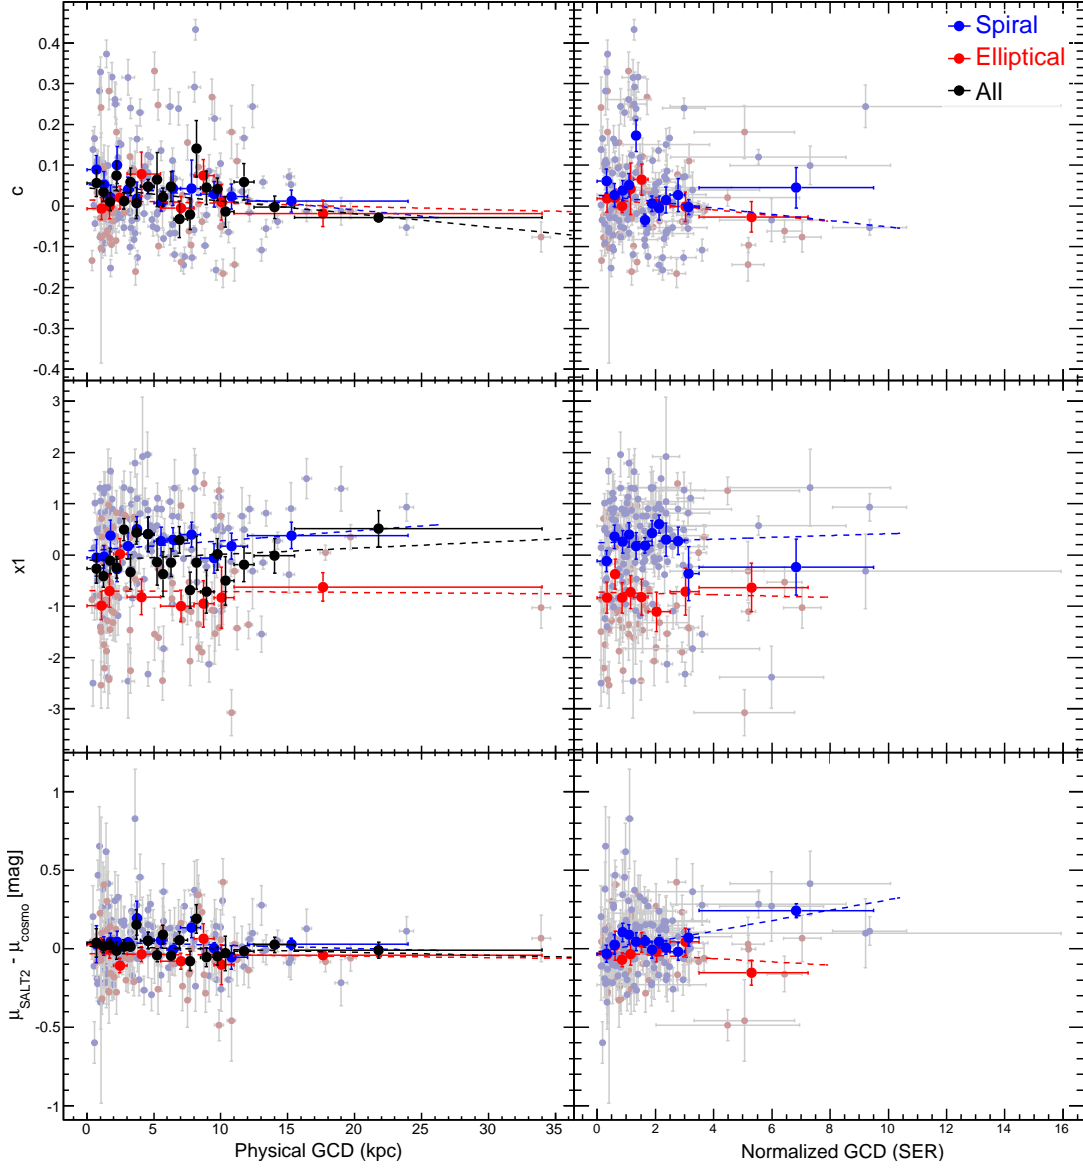 Spiral
Elliptical
All
c
0.4
0.3
0.2
0.1
0
-0.1
-0.2
-0.3
-0.4
x1
3
2
1
0
-1
-2
-3
μSALT2 - μcosmo [mag]
1
0.5
0
-0.5
-1
0 5 10 15 20 25 30 35
0 2 4 6 8 10 12 14 16
Physical GCD (kpc)
Normalized GCD (SER)